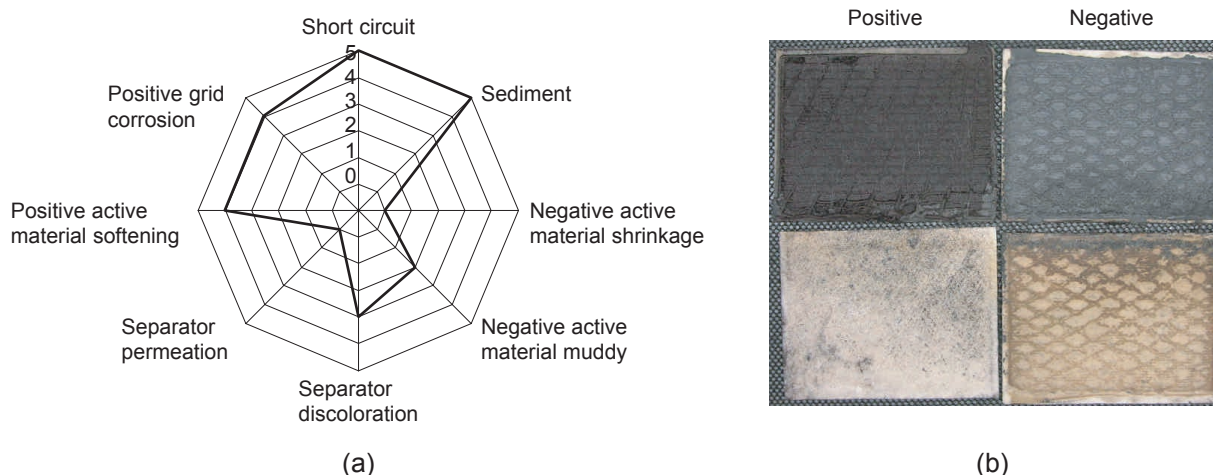 Short circuit
5
4
3
2
1
0
Sediment
Negative active
material shrinkage
Negative active
material muddy
Separator
discoloration
Separator
permeation
Positive active
material softening
Positive grid
corrosion
(a)
Positive Negative
(b)